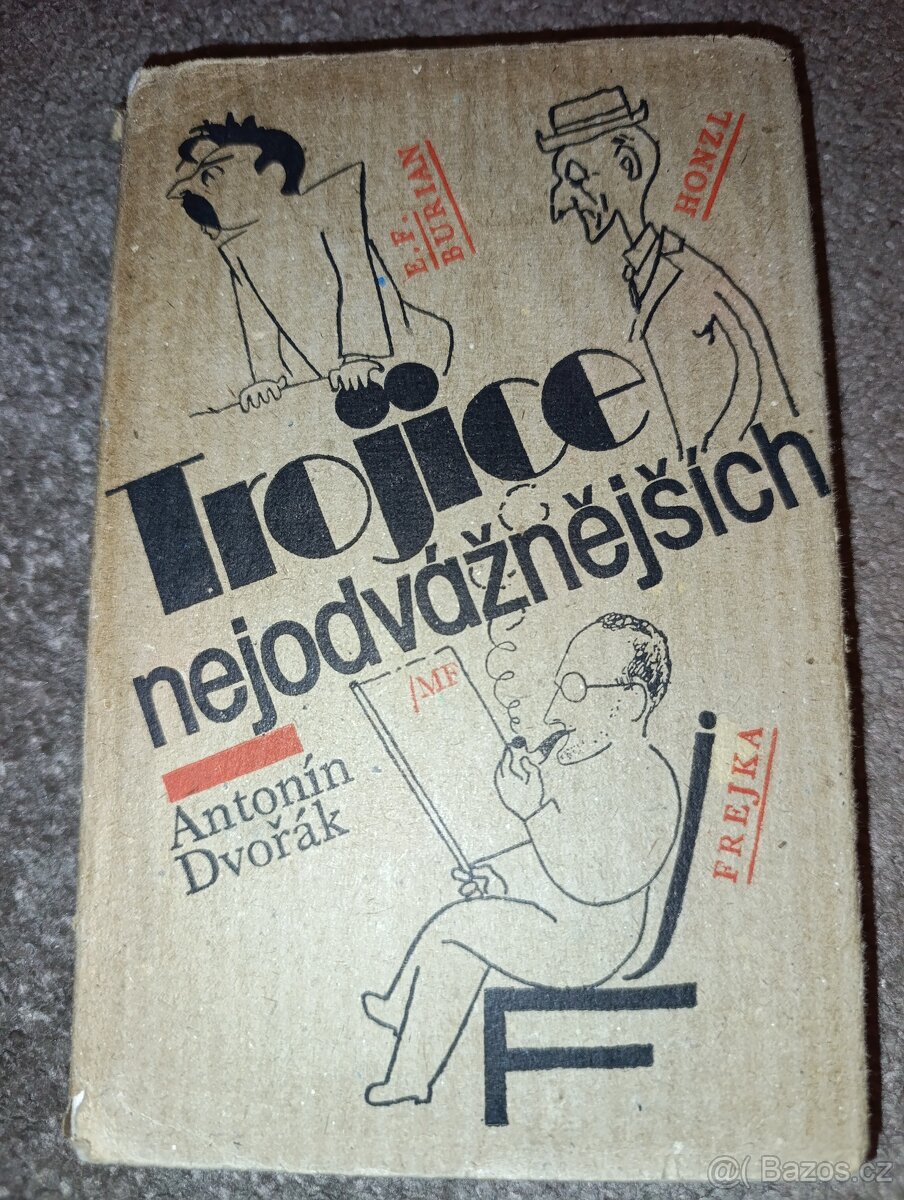 E.F.
BURIAN
HONZL
Trojice
nejodvážnějších
/MF
Antonín
Dvořák
FREJKA
j
F
@( Bazos.cz